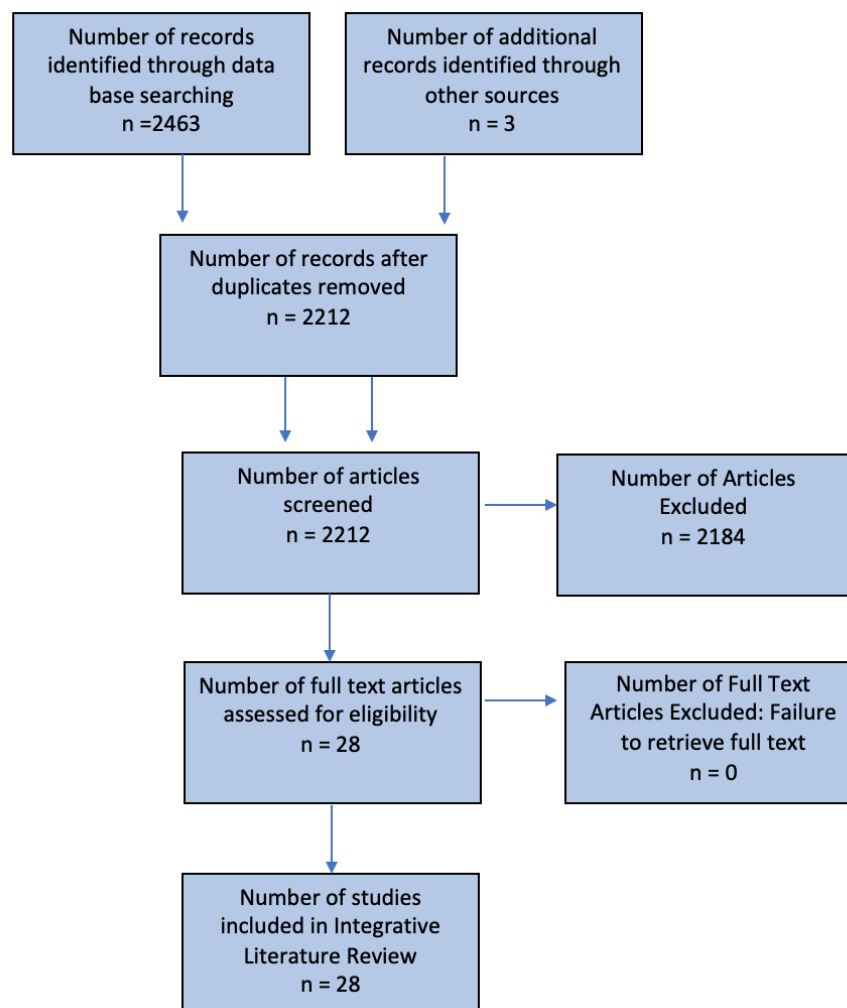 Number of records
identified through data
base searching
n =2463
Number of additional
records identified through
other sources
n = 3
Number of records after
duplicates removed
n = 2212
Number of articles
screened
n = 2212
Number of Articles
Excluded
n = 2184
Number of full text articles
assessed for eligibility
n = 28
Number of Full Text
Articles Excluded: Failure
to retrieve full text
n = 0
Number of studies
included in Integrative
Literature Review
n = 28